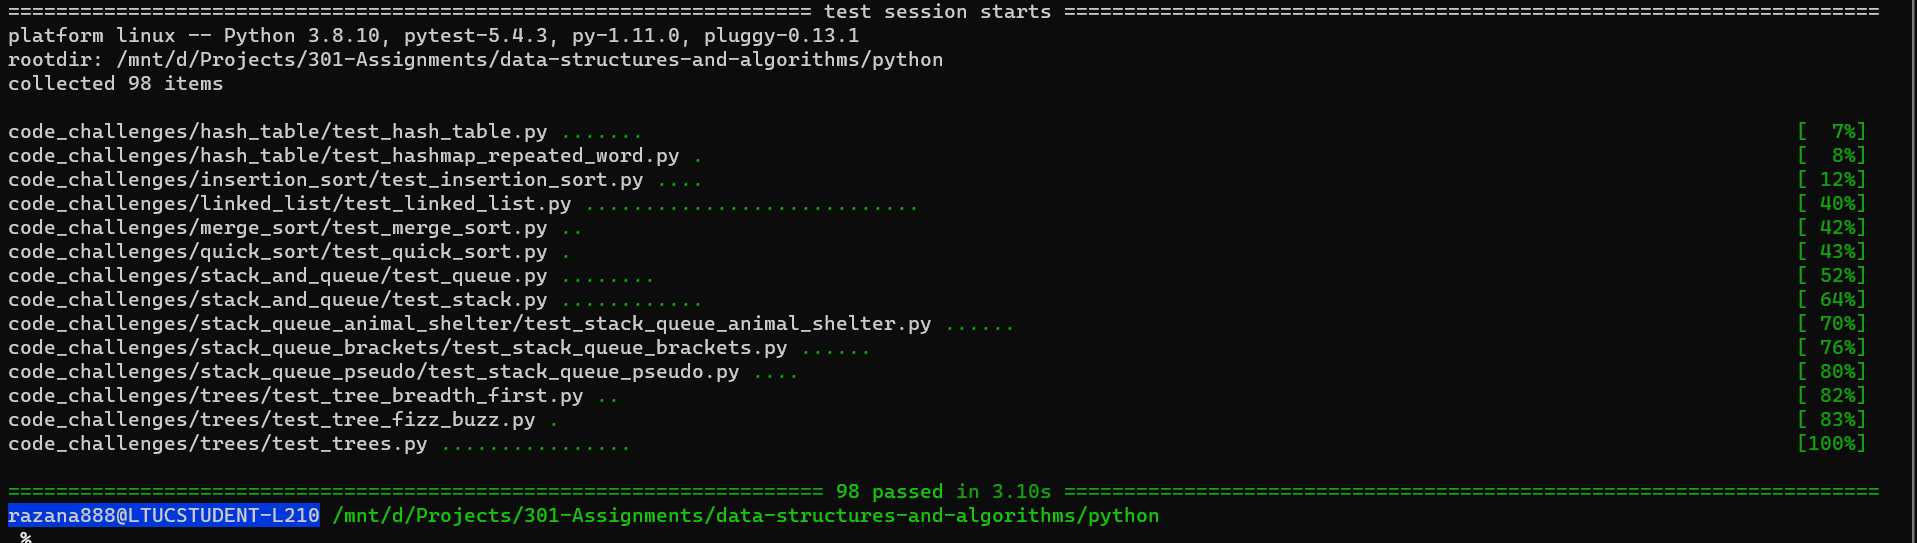 =================================================================== test session starts ====================================================================
platform linux -- Python 3.8.10, pytest-5.4.3, py-1.11.0, pluggy-0.13.1
rootdir: /mnt/d/Projects/301-Assignments/data-structures-and-algorithms/python
collected 98 items
code_challenges/hash_table/test_hash_table.py ....... [  7%]
code_challenges/hash_table/test_hashmap_repeated_word.py . [  8%]
code_challenges/insertion_sort/test_insertion_sort.py .... [ 12%]
code_challenges/linked_list/test_linked_list.py ............................ [ 40%]
code_challenges/merge_sort/test_merge_sort.py .. [ 42%]
code_challenges/quick_sort/test_quick_sort.py . [ 43%]
code_challenges/stack_and_queue/test_queue.py ........ [ 52%]
code_challenges/stack_and_queue/test_stack.py ............ [ 64%]
code_challenges/stack_queue_animal_shelter/test_stack_queue_animal_shelter.py ...... [ 70%]
code_challenges/stack_queue_brackets/test_stack_queue_brackets.py ...... [ 76%]
code_challenges/stack_queue_pseudo/test_stack_queue_pseudo.py .... [ 80%]
code_challenges/trees/test_tree_breadth_first.py .. [ 82%]
code_challenges/trees/test_tree_fizz_buzz.py . [ 83%]
code_challenges/trees/test_trees.py ................ [100%]
==================================================================== 98 passed in 3.10s ====================================================================
razana888@LTUCSTUDENT-L210 /mnt/d/Projects/301-Assignments/data-structures-and-algorithms/python
%